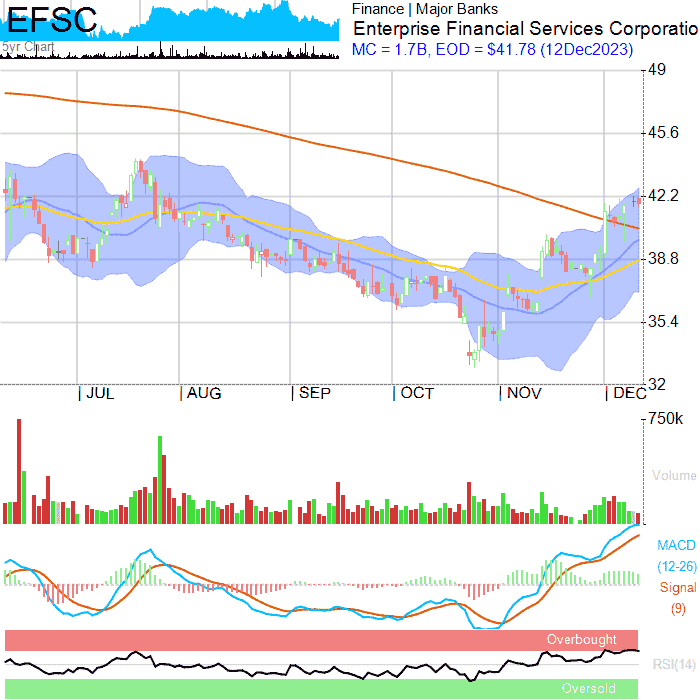 EFSC
5yr Chart
Finance | Major Banks
Enterprise Financial Services Corporatio
MC = 1.7B, EOD = $41.78 (12Dec2023)
49
45.6
42.2
38.8
35.4
32
JUL AUG SEP OCT NOV DEC
750k
Volume
MACD
(12-26)
Signal
(9)
Overbought
RSI(14)
Oversold